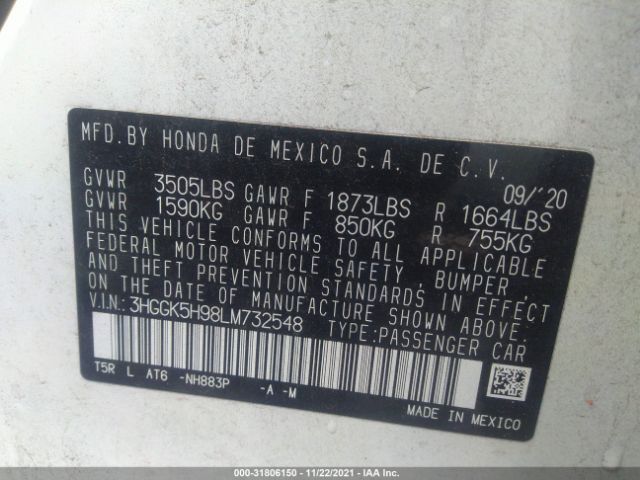 MFD.BY HONDA DE MEXICO S.A. DE C.V.
09/'20
GVWR 3505LBS GAWR F 1873LBS R 1664LBS
GVWR 1590KG GAWR F 850KG R 755KG
THIS VEHICLE CONFORMS TO ALL APPLICABLE
FEDERAL MOTOR VEHICLE SAFETY, BUMPER,
AND THEFT PREVENTION STANDARDS IN EFFECT
ON THE DATE OF MANUFACTURE SHOWN ABOVE.
V.I.N.: 3HGGK5H98LM732548 TYPE:PASSENGER CAR
T5R L AT6 -NH883P -A -M
MADE IN MEXICO
000-31806150 - 11/22/2021 - IAA Inc.